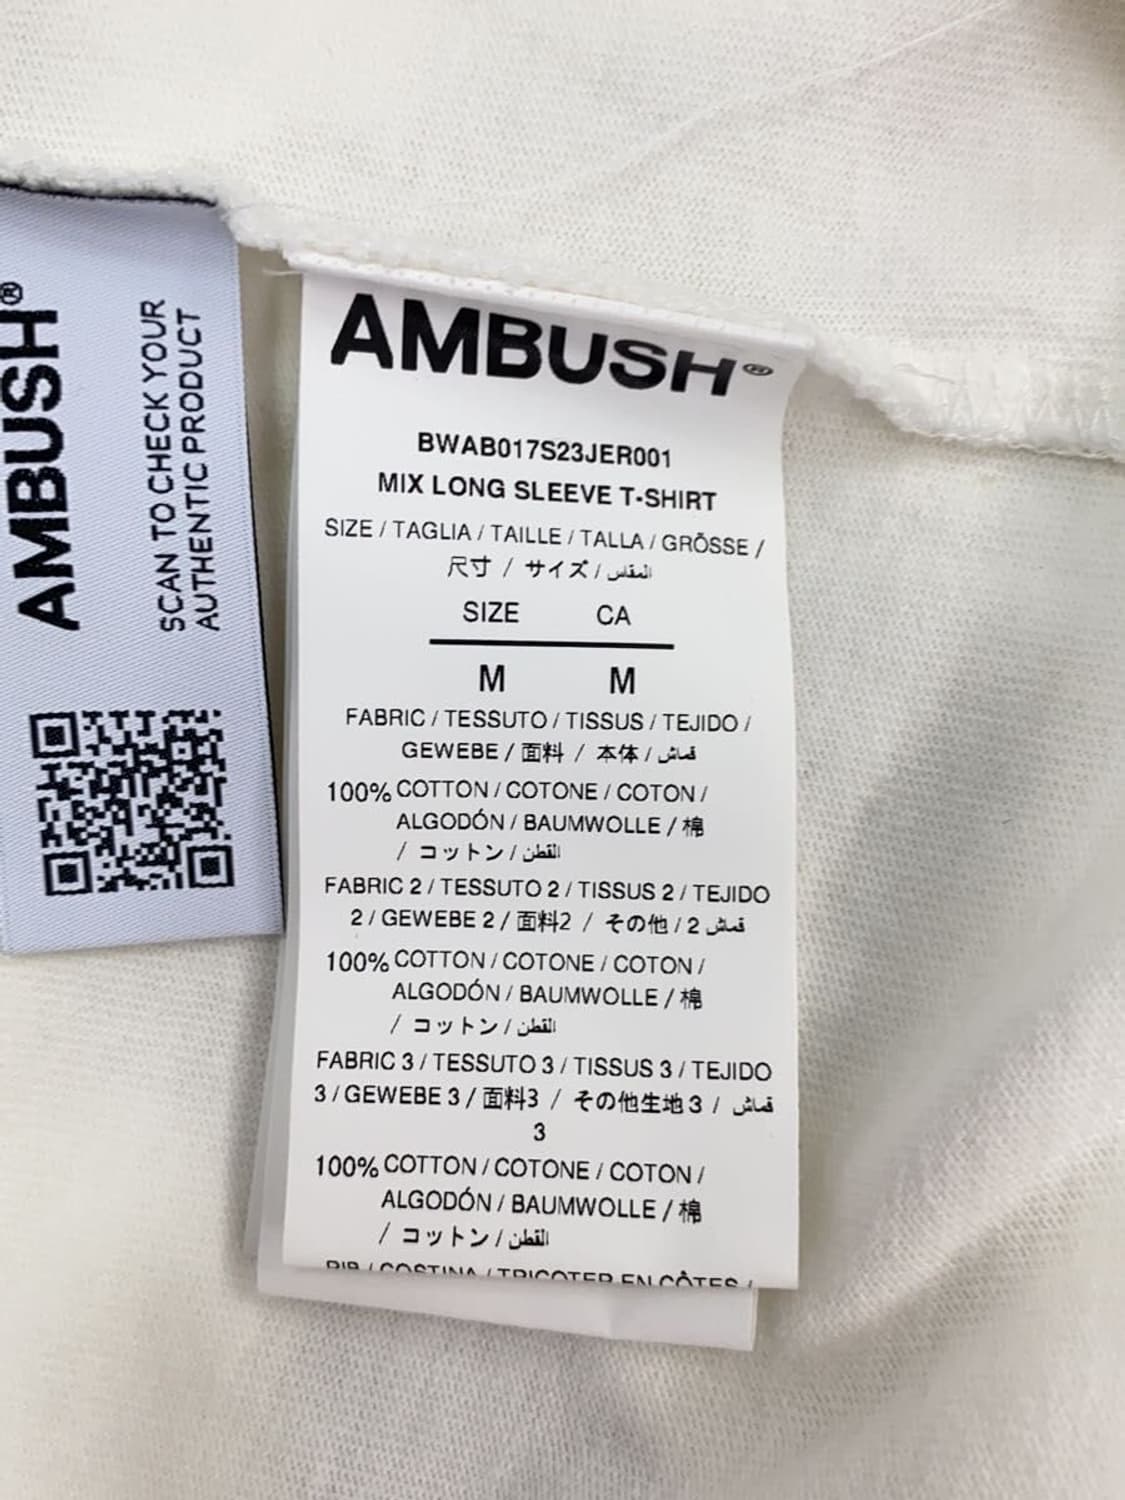 AMBUSH®
SCAN TO CHECK YOUR
AUTHENTIC PRODUCT
AMBUSH®
BWAB017S23JER001
MIX LONG SLEEVE T-SHIRT
SIZE / TAGLIA / TAILLE / TALLA / GRÖSSE /
尺寸 / サイズ / المقاس
SIZE CA
M M
FABRIC / TESSUTO / TISSUS / TEJIDO /
GEWEBE / 面料 / 本体 / قماش
100% COTTON / COTONE / COTON /
ALGODÓN / BAUMWOLLE / 棉
/ コットン / القطن
FABRIC 2 / TESSUTO 2 / TISSUS 2 / TEJIDO
2 / GEWEBE 2 / 面料2 / その他 / 2 قماش
100% COTTON / COTONE / COTON /
ALGODÓN / BAUMWOLLE / 棉
/ コットン / القطن
FABRIC 3 / TESSUTO 3 / TISSUS 3 / TEJIDO
3 / GEWEBE 3 / 面料3 / その他生地 3 / قماش
3
100% COTTON / COTONE / COTON /
ALGODÓN / BAUMWOLLE / 棉
/ コットン / القطن
RIB / COSTINA / TRICOTER EN CÔTES /